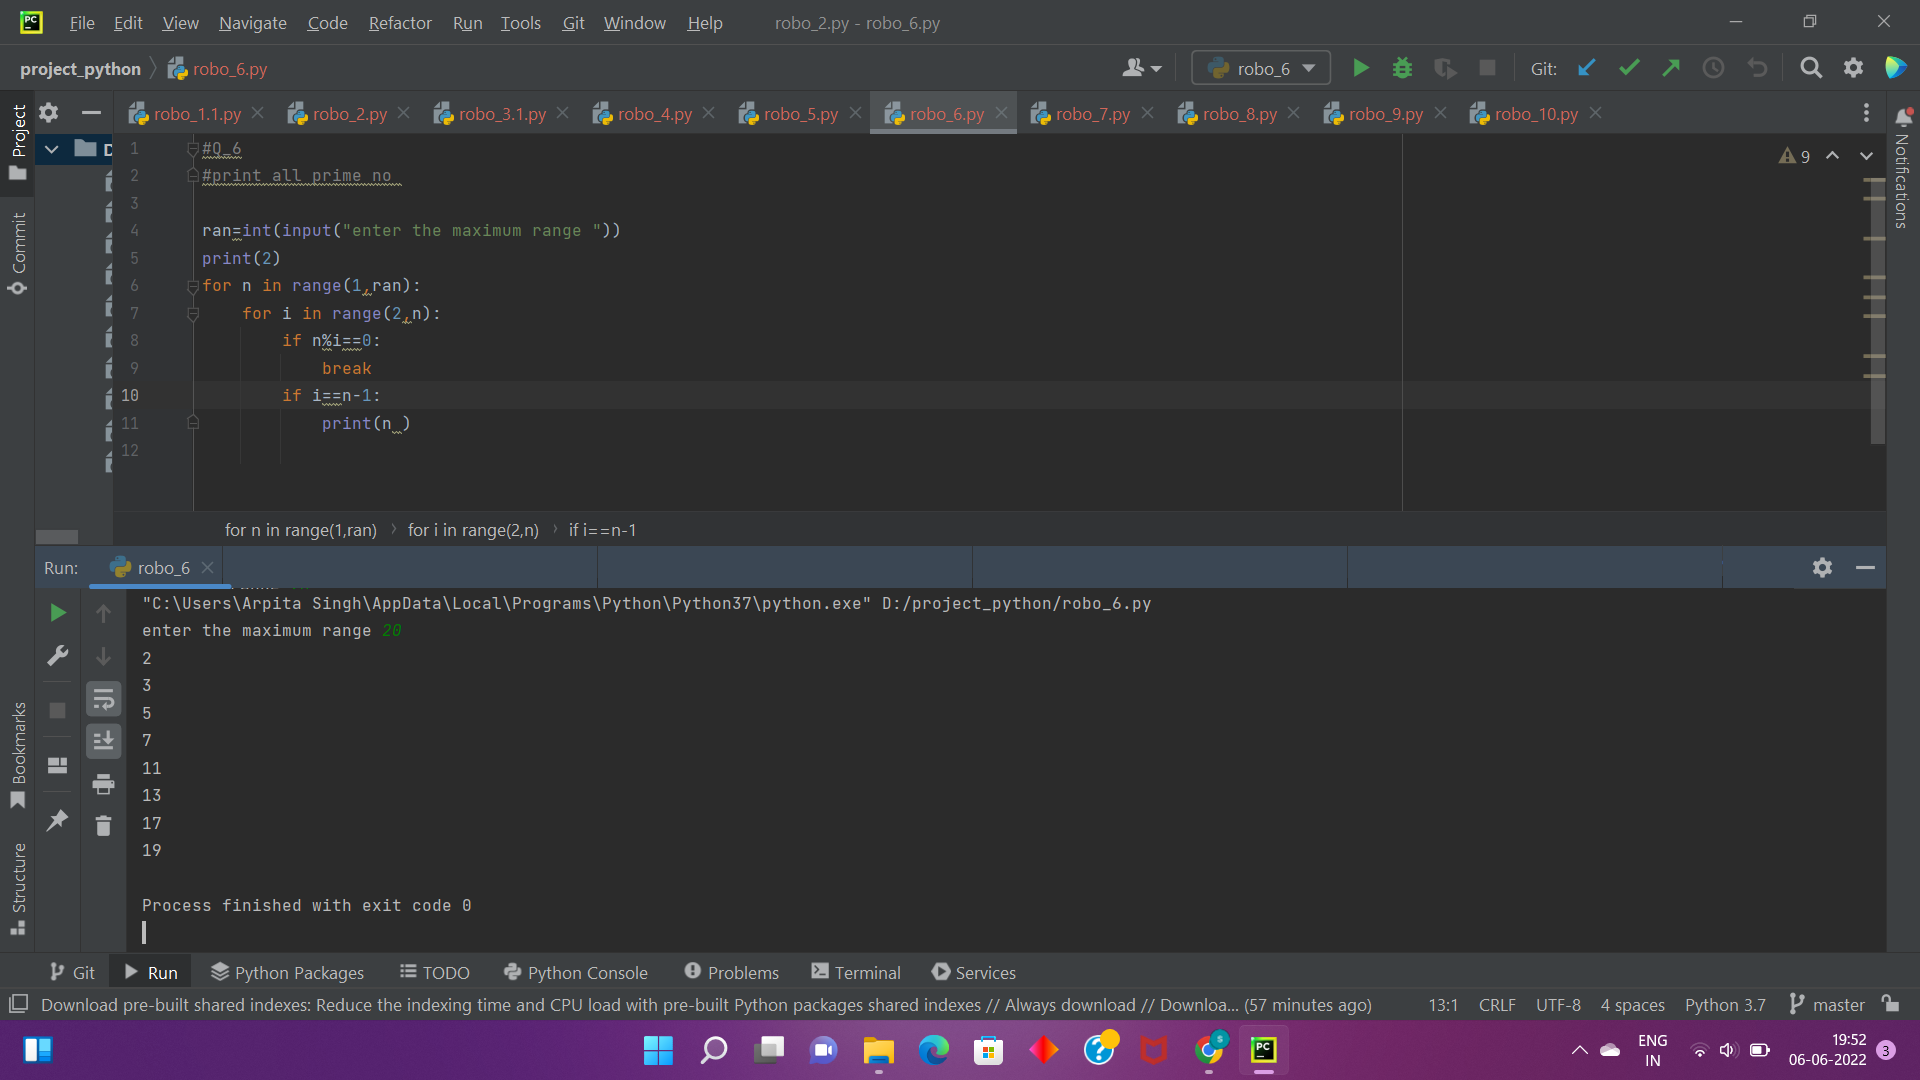 PC File Edit View Navigate Code Refactor Run Tools Git Window Help robo_2.py - robo_6.py
project_python robo_6.py robo_6 Git:
robo_1.1.py robo_2.py robo_3.1.py robo_4.py robo_5.py robo_6.py robo_7.py robo_8.py robo_9.py robo_10.py
Project
Commit
Bookmarks
Structure
Notifications
D
9
1 #Q_6
2 #print all prime no
3
4 ran=int(input("enter the maximum range "))
5 print(2)
6 for n in range(1,ran):
7 for i in range(2,n):
8 if n%i==0:
9 break
10 if i==n-1:
11 print(n )
12
for n in range(1,ran) for i in range(2,n) if i==n-1
Run: robo_6
"C:\Users\Arpita Singh\AppData\Local\Programs\Python\Python37\python.exe" D:/project_python/robo_6.py
enter the maximum range 20
2
3
5
7
11
13
17
19
Process finished with exit code 0
Git Run Python Packages TODO Python Console Problems Terminal Services
Download pre-built shared indexes: Reduce the indexing time and CPU load with pre-built Python packages shared indexes // Always download // Downloa... (57 minutes ago) 13:1 CRLF UTF-8 4 spaces Python 3.7 master
ENG 19:52
IN 06-06-2022 3